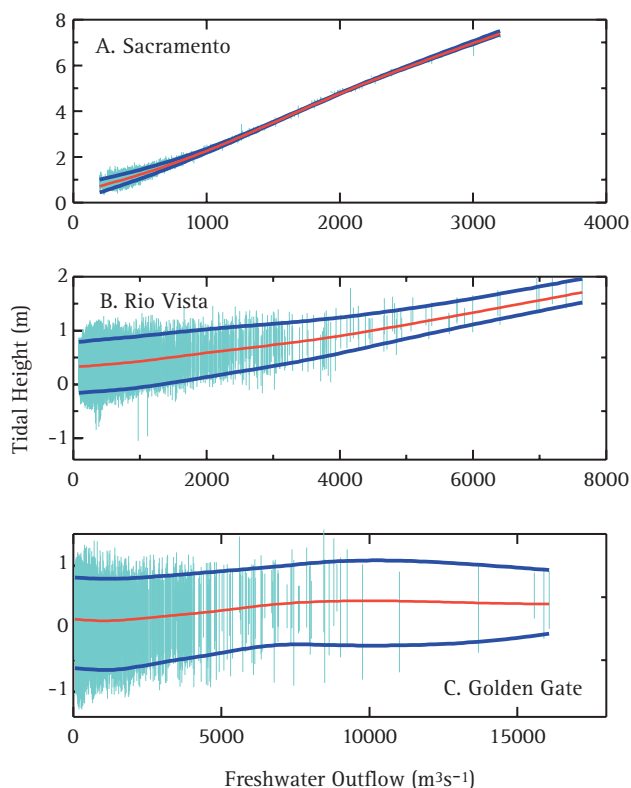 8
A. Sacramento
6
4
2
0
0 1000 2000 3000 4000
2
B. Rio Vista
1
0
-1
0 2000 4000 6000 8000
Tidal Height (m)
1
0
-1
C. Golden Gate
0 5000 10000 15000
Freshwater Outflow (m³s⁻¹)